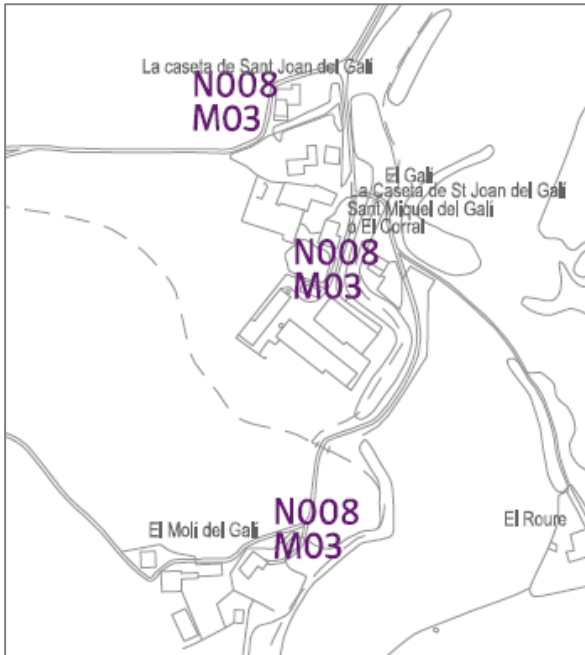 La caseta de Sant Joan del Galí
N008
M03
El Galí
La Caseta de St Joan del Galí
Sant Miquel del Galí
o El Corral
N008
M03
El Molí del Galí
N008
M03
El Roure